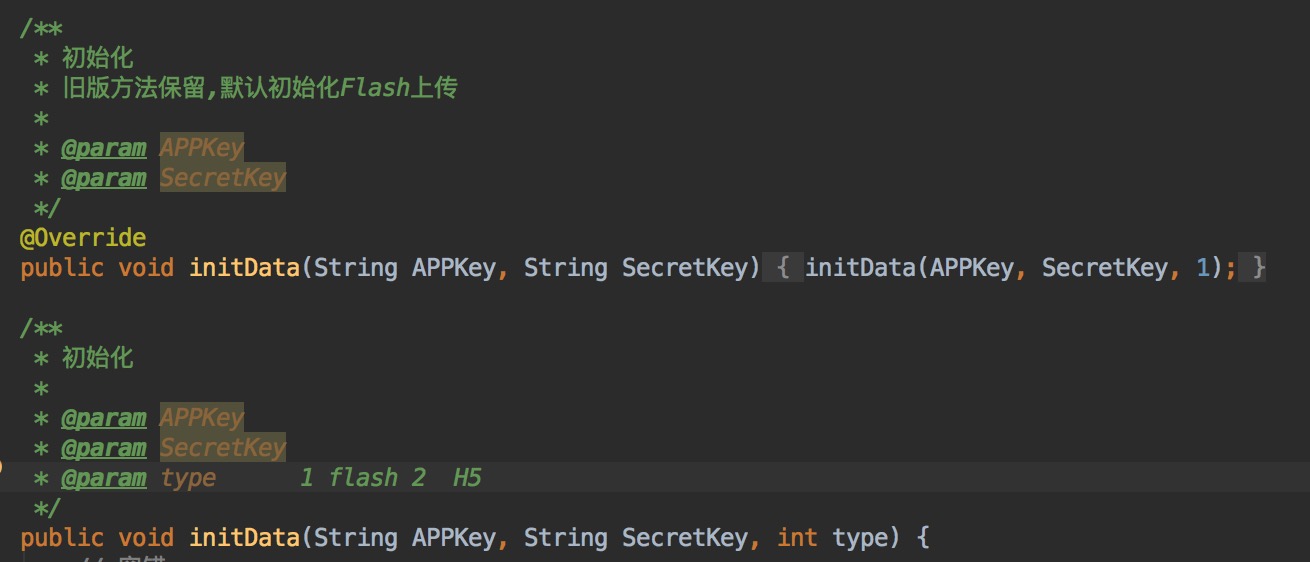 /**
* 初始化
* 旧版方法保留,默认初始化Flash上传
*
* @param APPKey
* @param SecretKey
*/
@Override
public void initData(String APPKey, String SecretKey) { initData(APPKey, SecretKey, 1); }
/**
* 初始化
*
* @param APPKey
* @param SecretKey
* @param type 1 flash 2 H5
*/
public void initData(String APPKey, String SecretKey, int type) {
//